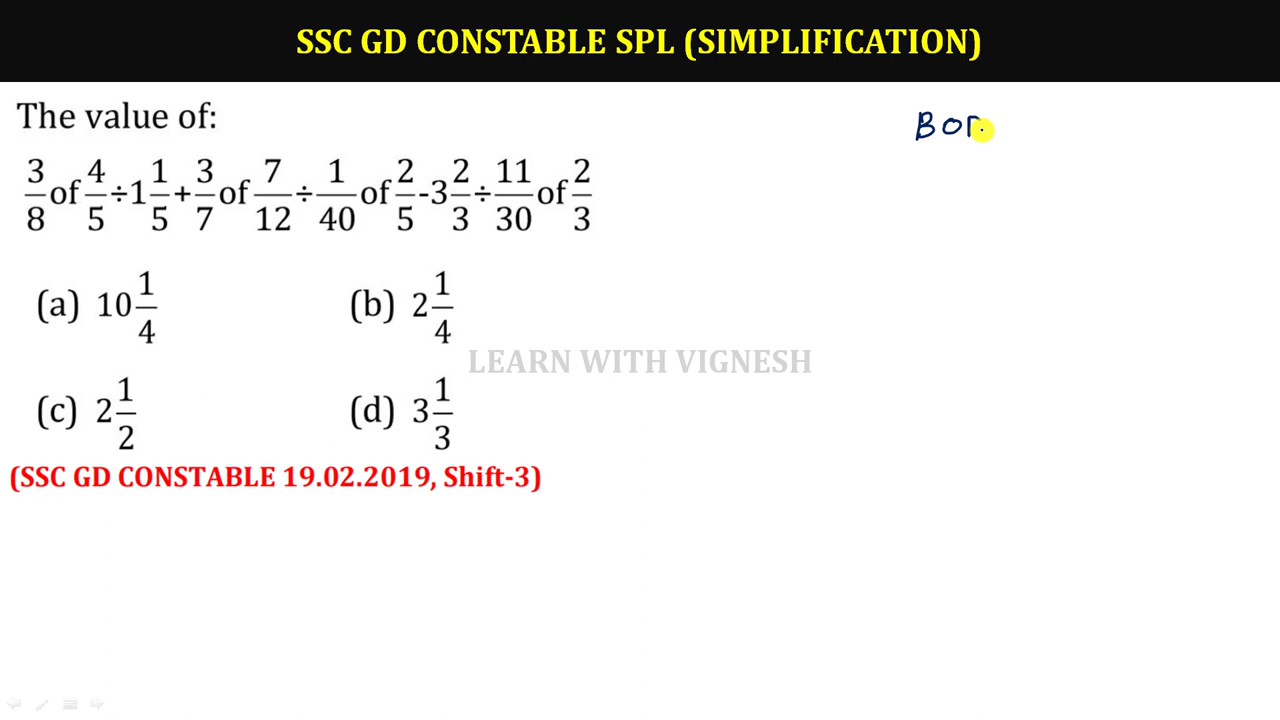 SSC GD CONSTABLE SPL (SIMPLIFICATION)
The value of:
3/8 of 4/5 ÷ 1 1/5 + 3/7 of 7/12 ÷ 1/40 of 2/5 - 3 2/3 ÷ 11/30 of 2/3
(a) 10 1/4 (b) 2 1/4
LEARN WITH VIGNESH
(c) 2 1/2 (d) 3 1/3
(SSC GD CONSTABLE 19.02.2019, Shift-3)